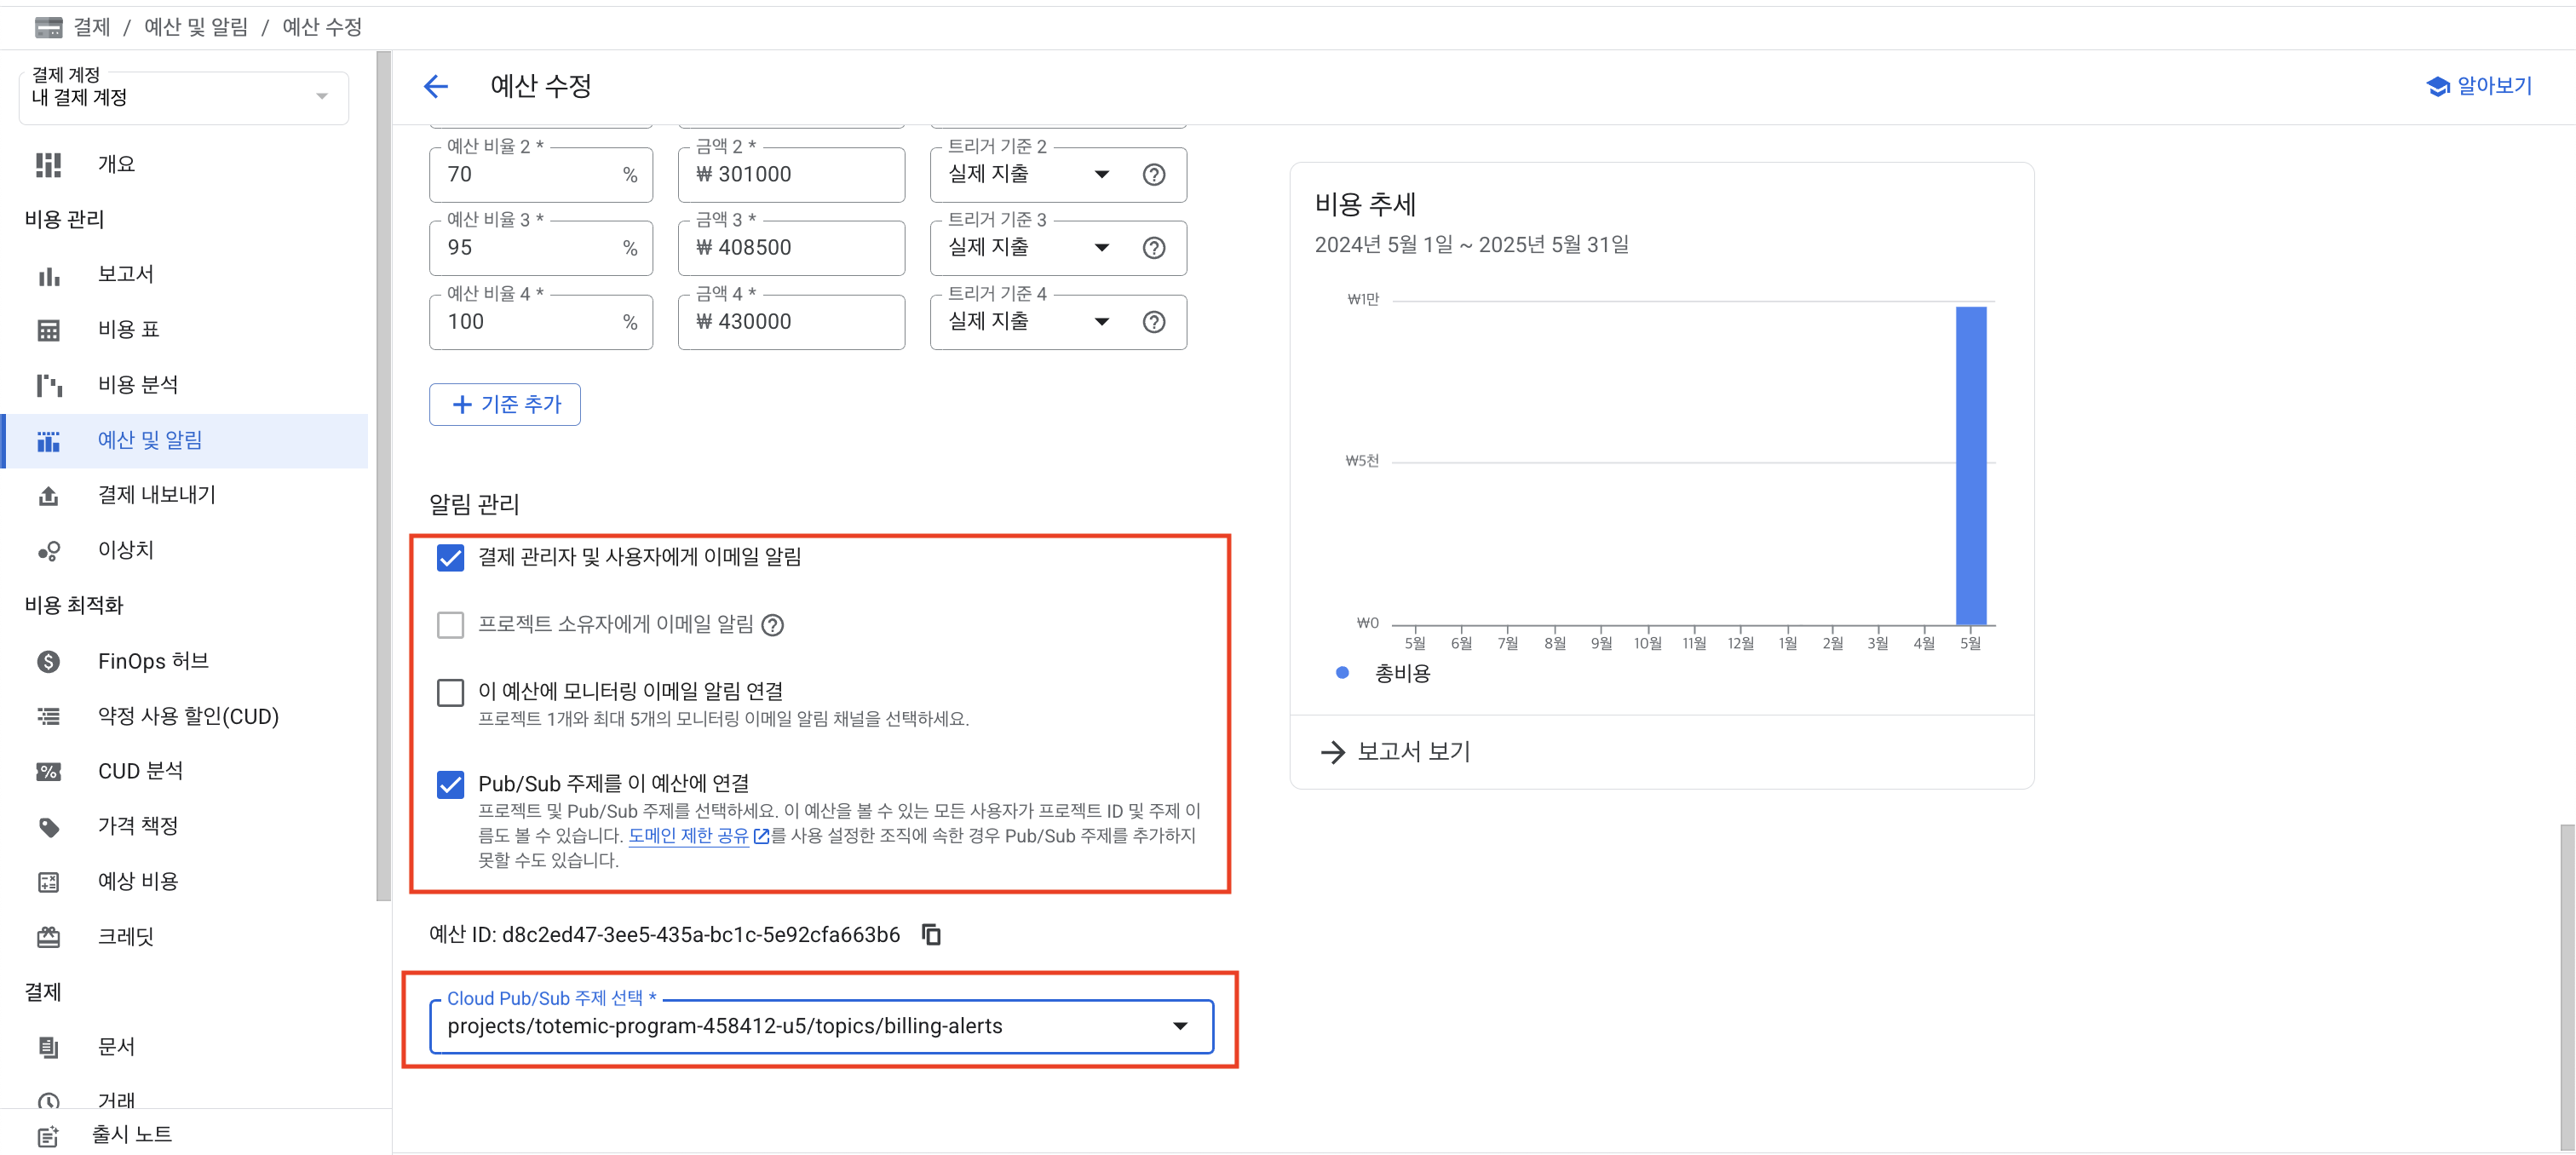 결제 / 예산 및 알림 / 예산 수정
결제 계정
내 결제 계정
개요
비용 관리
보고서
비용 표
비용 분석
예산 및 알림
결제 내보내기
이상치
비용 최적화
FinOps 허브
약정 사용 할인(CUD)
CUD 분석
가격 책정
예상 비용
크레딧
결제
문서
거래
출시 노트
예산 수정
알아보기
예산 비율 2 * 금액 2 * 트리거 기준 2
70 % ₩ 301000 실제 지출
예산 비율 3 * 금액 3 * 트리거 기준 3
95 % ₩ 408500 실제 지출
예산 비율 4 * 금액 4 * 트리거 기준 4
100 % ₩ 430000 실제 지출
+ 기준 추가
알림 관리
결제 관리자 및 사용자에게 이메일 알림
프로젝트 소유자에게 이메일 알림
이 예산에 모니터링 이메일 알림 연결
프로젝트 1개와 최대 5개의 모니터링 이메일 알림 채널을 선택하세요.
Pub/Sub 주제를 이 예산에 연결
프로젝트 및 Pub/Sub 주제를 선택하세요. 이 예산을 볼 수 있는 모든 사용자가 프로젝트 ID 및 주제 이
름도 볼 수 있습니다. 도메인 제한 공유를 사용 설정한 조직에 속한 경우 Pub/Sub 주제를 추가하지
못할 수도 있습니다.
예산 ID: d8c2ed47-3ee5-435a-bc1c-5e92cfa663b6
Cloud Pub/Sub 주제 선택 *
projects/totemic-program-458412-u5/topics/billing-alerts
비용 추세
2024년 5월 1일 ~ 2025년 5월 31일
₩1만
₩5천
₩0
5월 6월 7월 8월 9월 10월 11월 12월 1월 2월 3월 4월 5월
총비용
보고서 보기